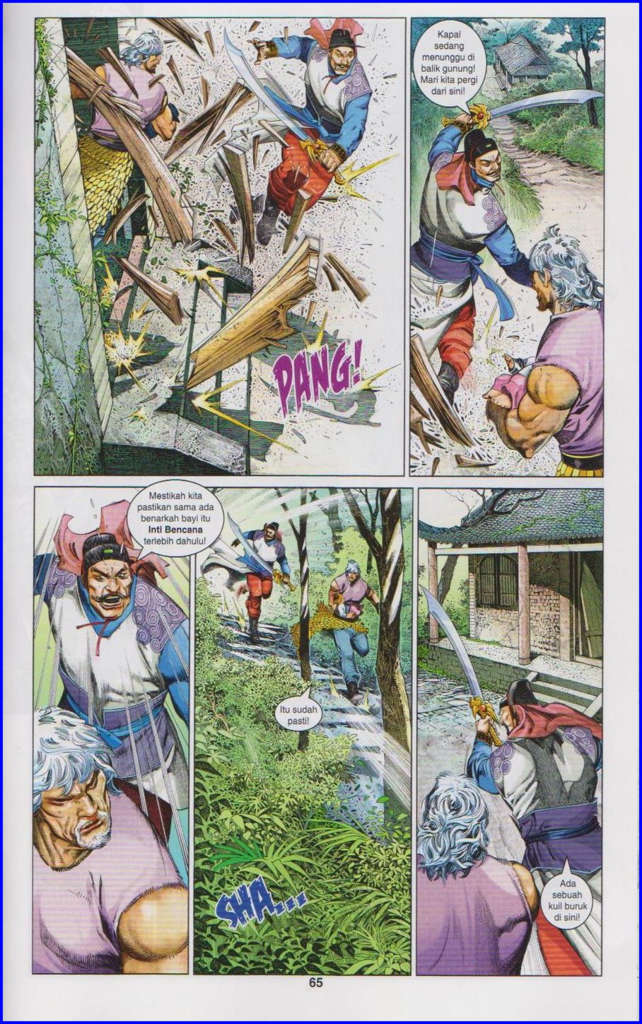 PANG!
Kapal
sedang
menunggu di
balik gunung!
Mari kita pergi
dari sini!
Mestikah kita
pastikan sama ada
benarkah bayi itu
Inti Bencana
terlebih dahulu!
Itu sudah
pasti!
SHA...
Ada
sebuah
kuil buruk
di sini!
65